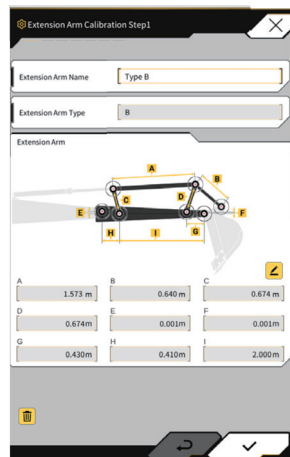 Extension Arm Calibration Step1
Extension Arm Name Type B
Extension Arm Type B
Extension Arm
A
B
C
D
E
F
H
I
G
A B C
1.573 m 0.640 m 0.674 m
D E F
0.674m 0.001m 0.001m
G H I
0.430m 0.410m 2.000m